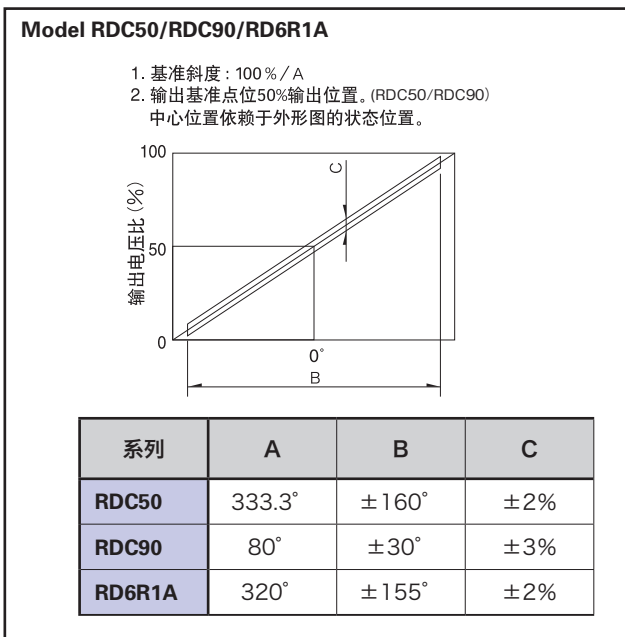 Model RDC50/RDC90/RD6R1A
1. 基准斜度 : 100%/A
2. 输出基准点位50%输出位置。(RDC50/RDC90)
中心位置依赖于外形图的状态位置。
输出电压比 (%)
100
50
0
C
0°
B
系列 A B C
RDC50 333.3° ±160° ±2%
RDC90 80° ±30° ±3%
RD6R1A 320° ±155° ±2%